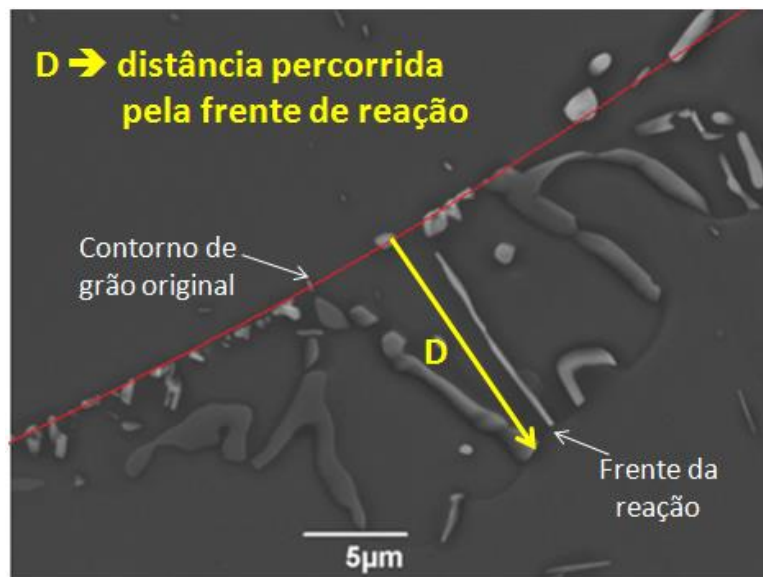 D ➔ distância percorrida
pela frente de reação
Contorno de
grão original
D
Frente da
reação
5µm